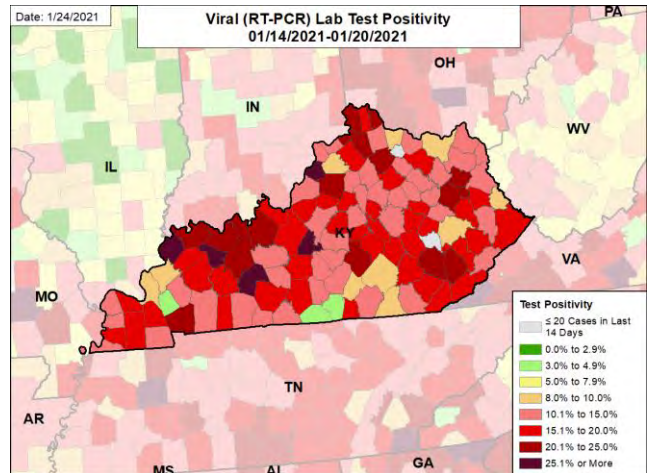 Date: 1/24/2021
Viral (RT-PCR) Lab Test Positivity
01/14/2021-01/20/2021
PA
OH
IN
WV
IL
KY
MO
VA
TN
AR
MS
AL
GA
Test Positivity
≤ 20 Cases in Last
14 Days
0.0% to 2.9%
3.0% to 4.9%
5.0% to 7.9%
8.0% to 10.0%
10.1% to 15.0%
15.1% to 20.0%
20.1% to 25.0%
25.1% or More